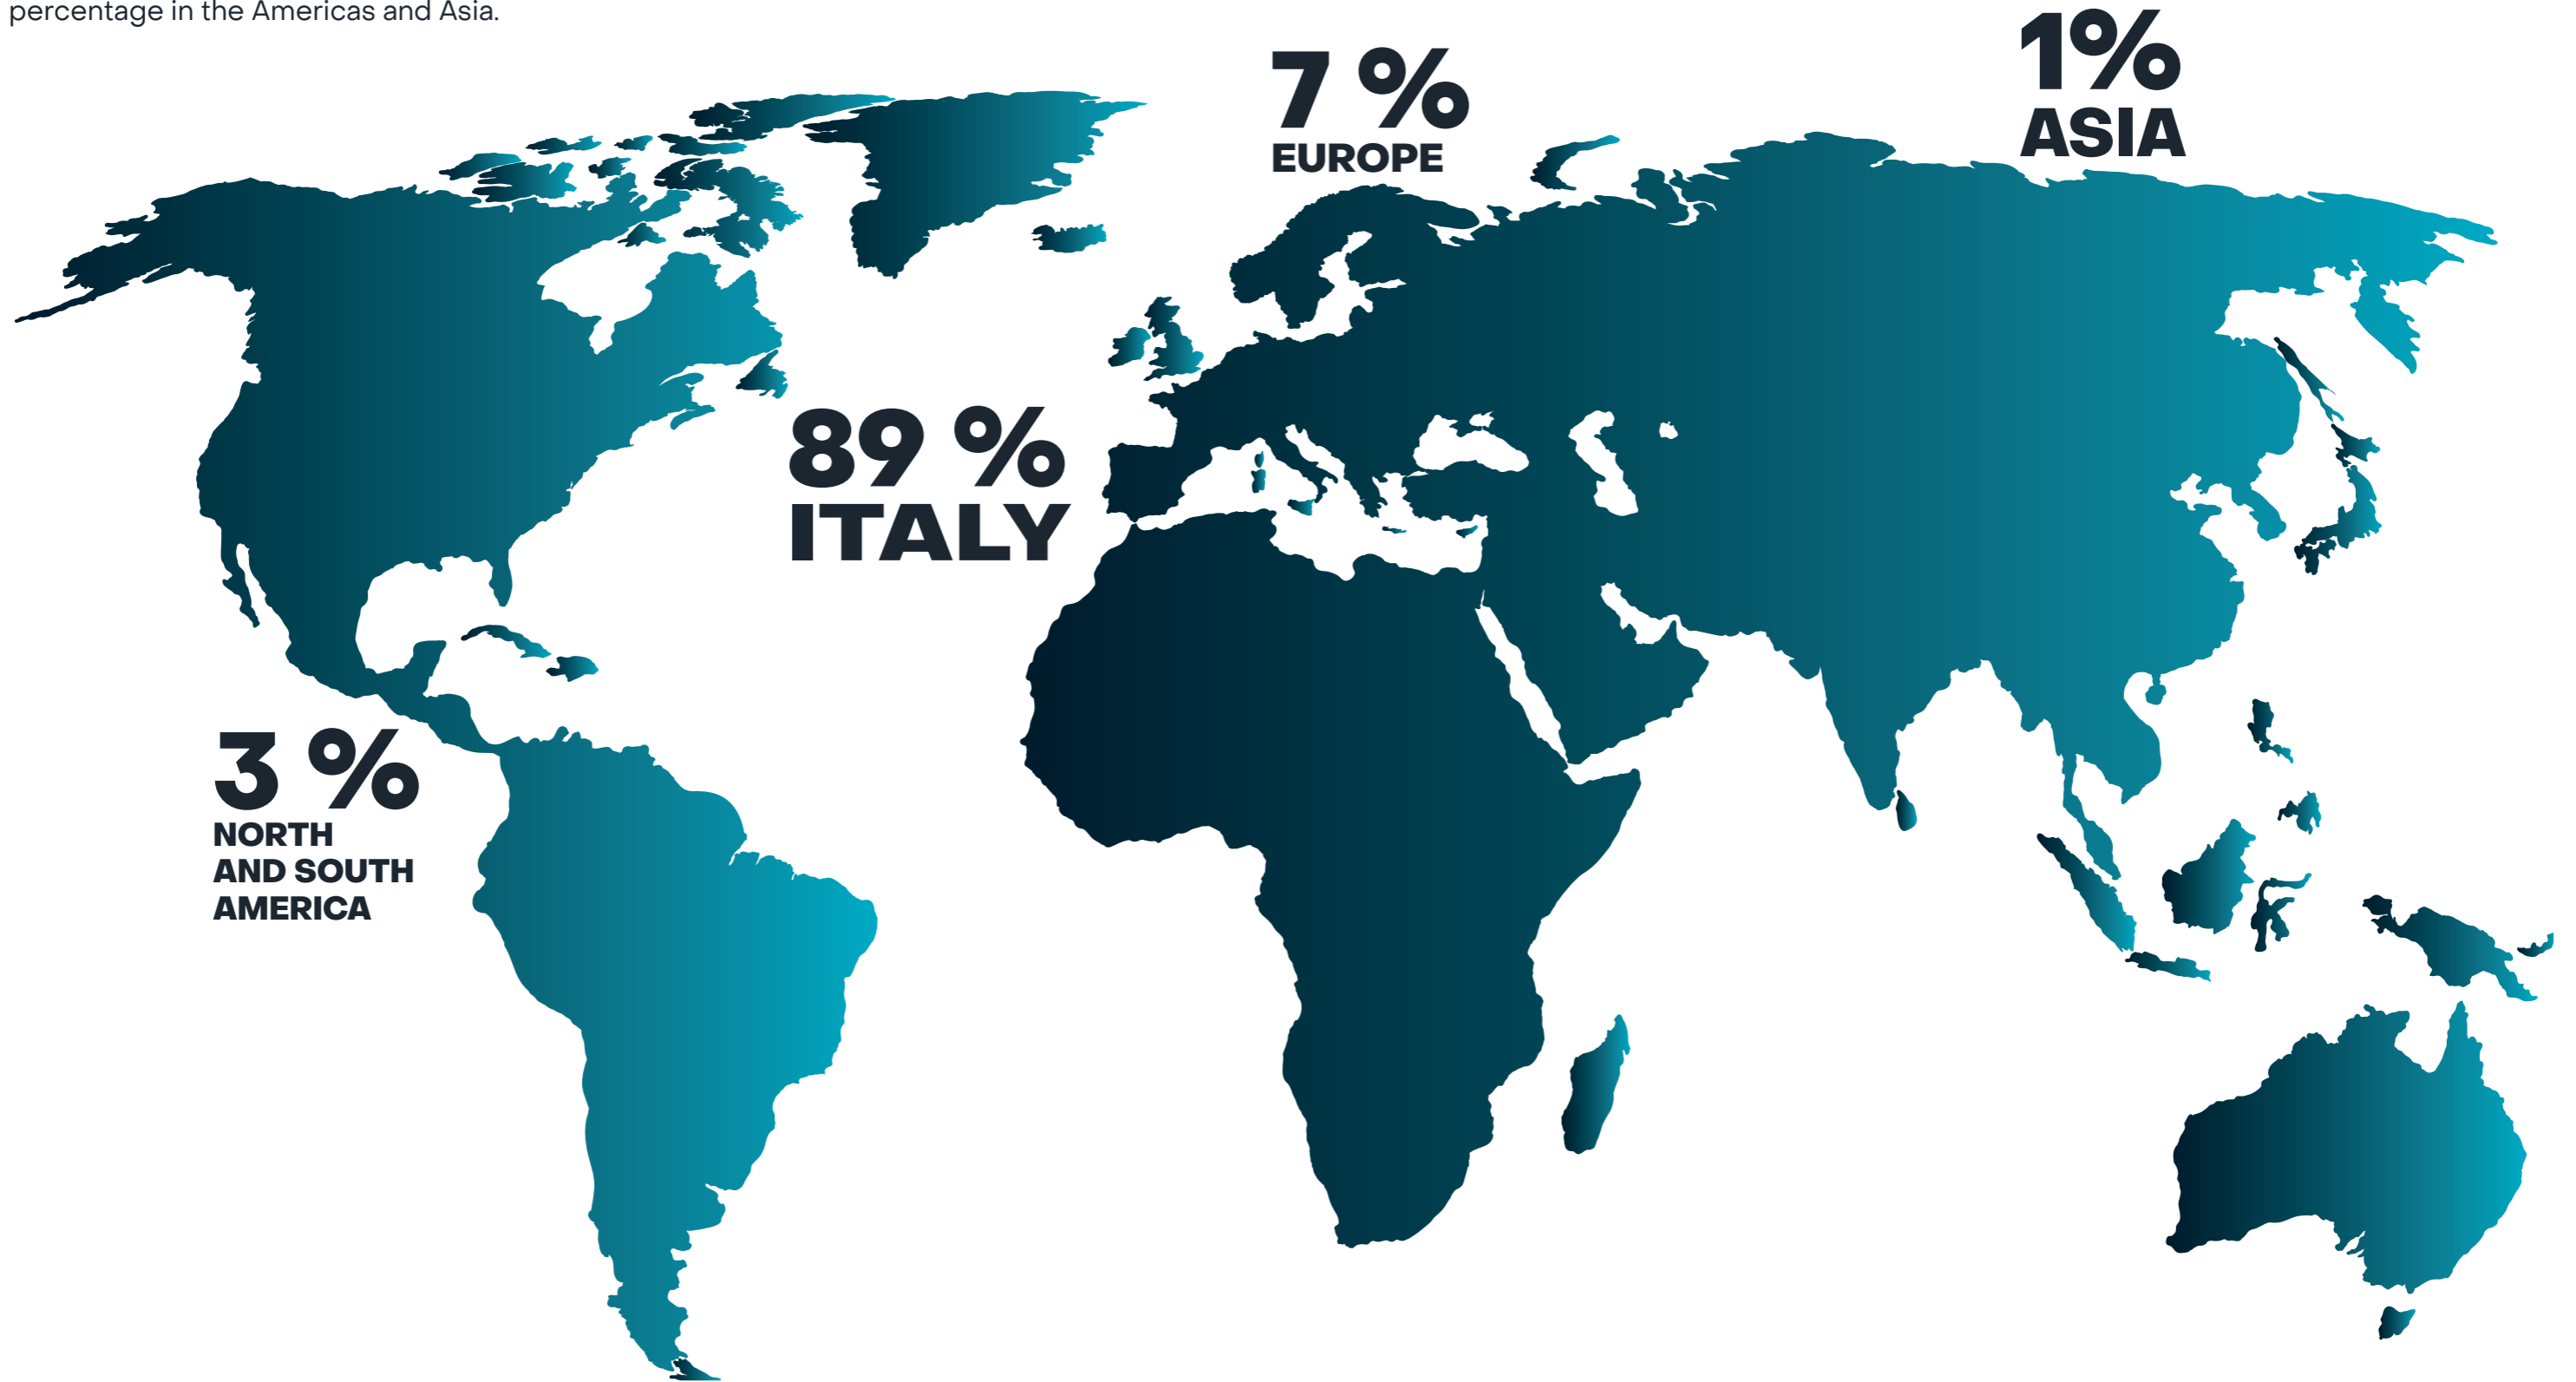 percentage in the Americas and Asia.
7 %
EUROPE
1%
ASIA
89 %
ITALY
3 %
NORTH
AND SOUTH
AMERICA